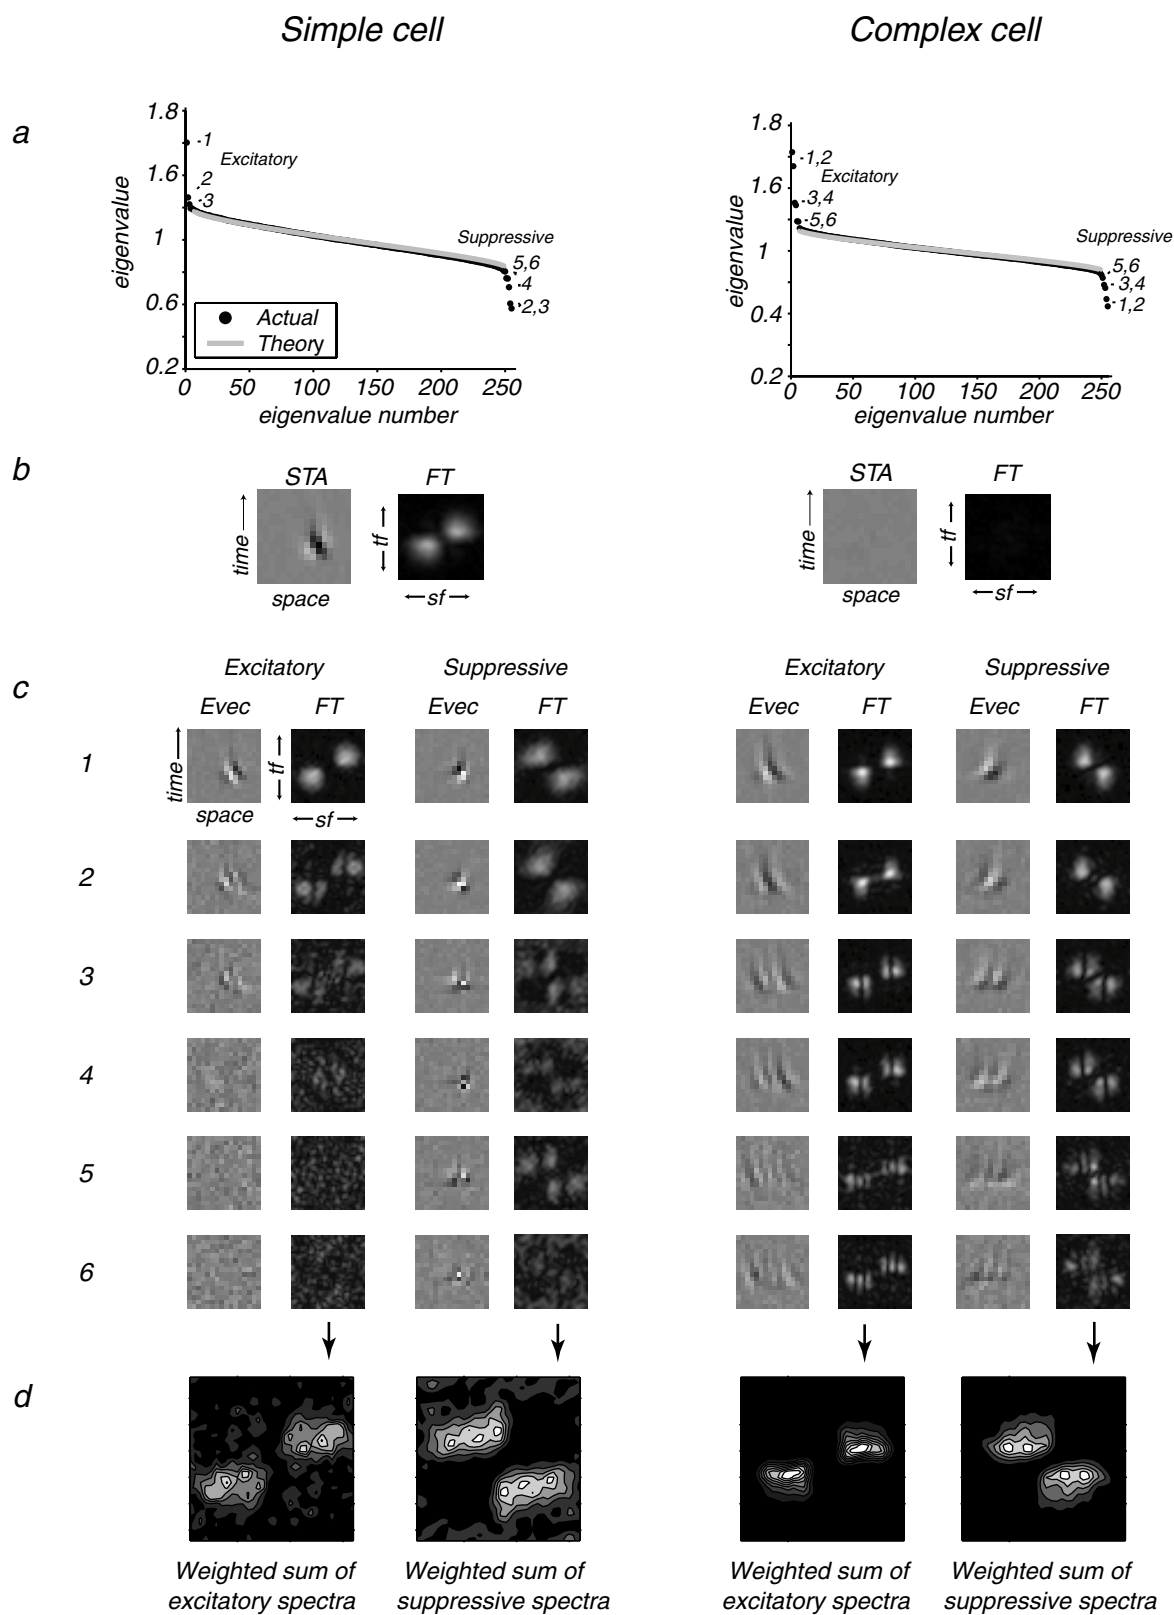 Simple cell
Complex cell
a
1.8
1.6
1
0.6
0.2
eigenvalue
-1
2
-3
Excitatory
Suppressive
5,6
-4
2,3
Actual
Theory
0 50 100 150 200 250
eigenvalue number
1.8
1.6
1
0.4
0.2
eigenvalue
-1,2
Excitatory
-3,4
-5,6
Suppressive
5,6
-3,4
-1,2
0 50 100 150 200 250
eigenvalue number
b
STA
FT
time
space
tf
sf
STA
FT
time
space
tf
sf
c
Excitatory
Suppressive
Excitatory
Suppressive
Evec FT Evec FT Evec FT Evec FT
1
time
space
tf
sf
2
3
4
5
6
d
Weighted sum of
excitatory spectra
Weighted sum of
suppressive spectra
Weighted sum of
excitatory spectra
Weighted sum of
suppressive spectra